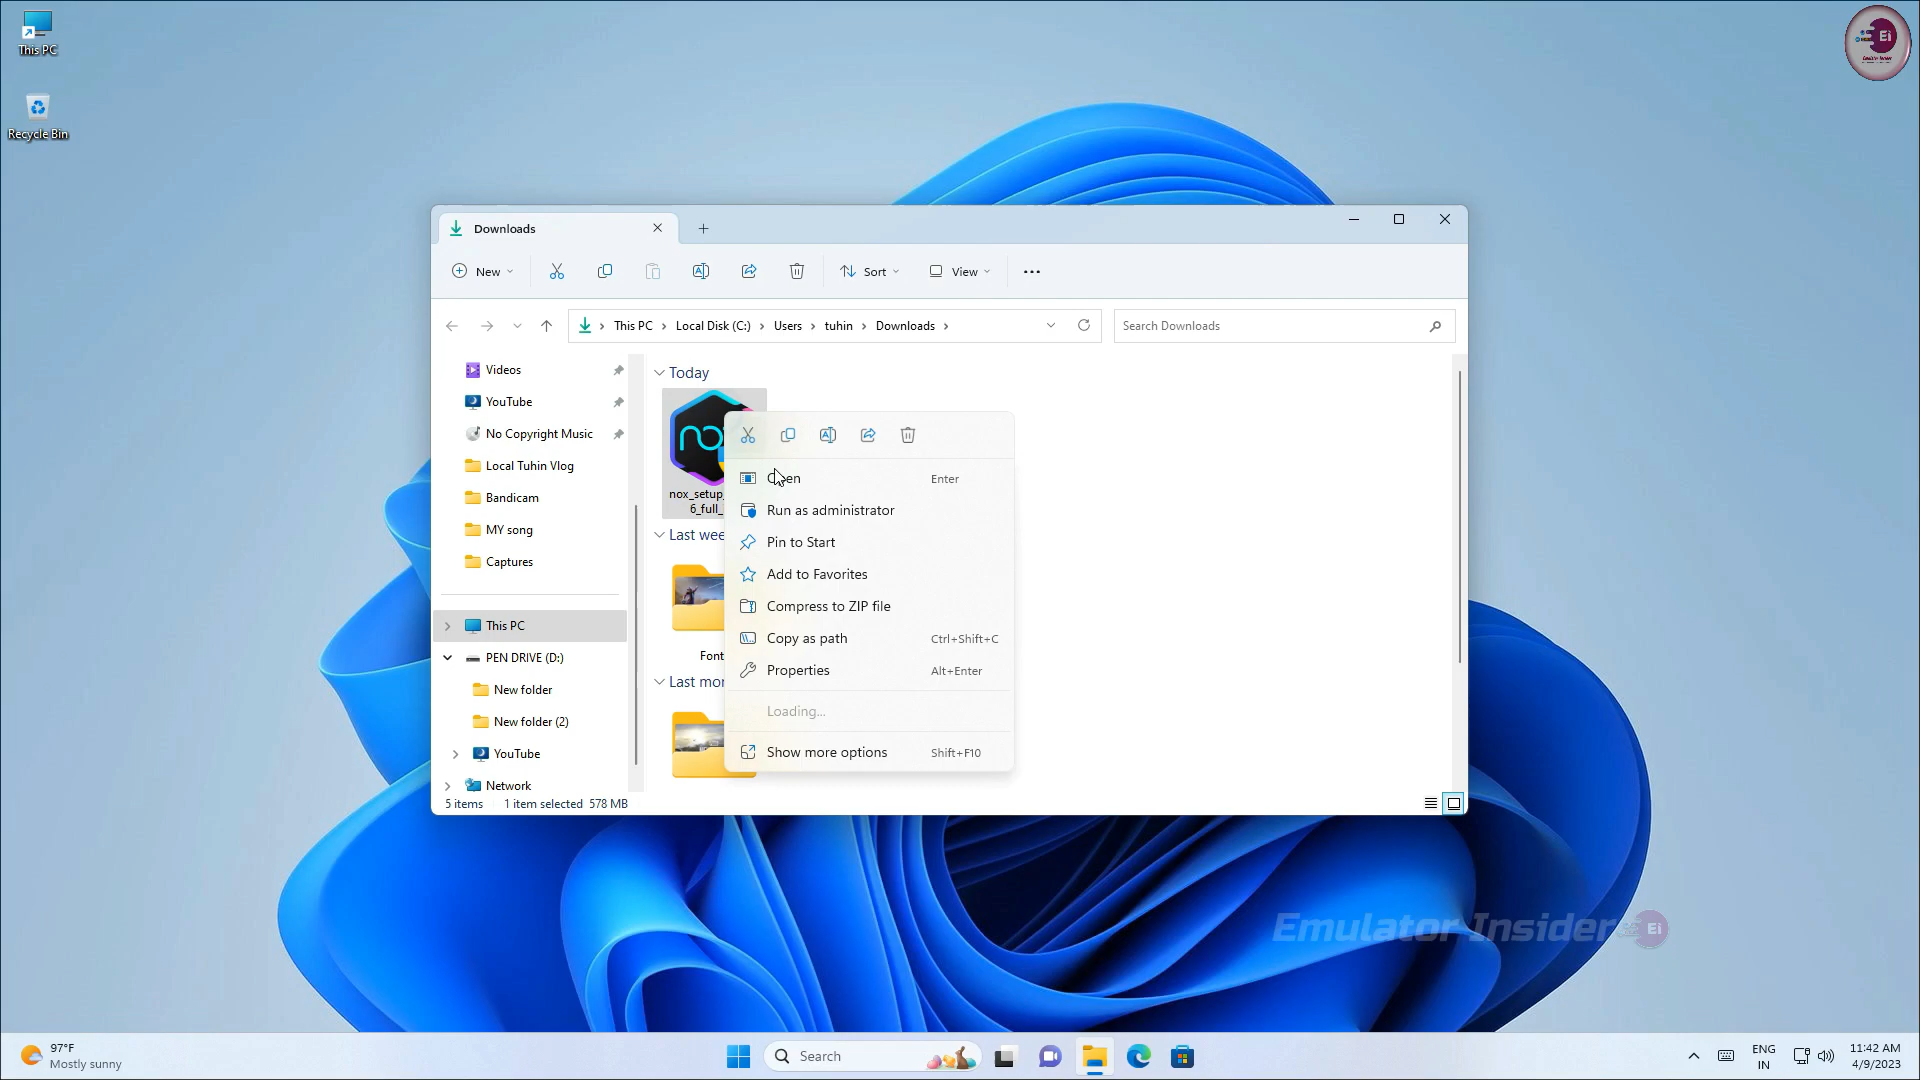 This PC
Recycle Bin
Ei
Downloads
New
Sort
View
This PC
Local Disk (C:)
Users
tuhin
Downloads
Search Downloads
Videos
YouTube
No Copyright Music
Local Tuhin Vlog
Bandicam
MY song
Captures
This PC
PEN DRIVE (D:)
New folder
New folder (2)
YouTube
Network
Today
nox_setup_
6_full_
Last wee
Font
Last mor
Open Enter
Run as administrator
Pin to Start
Add to Favorites
Compress to ZIP file
Copy as path Ctrl+Shift+C
Properties Alt+Enter
Loading...
Show more options Shift+F10
5 items 1 item selected 578 MB
Emulator Insider Ei
97°F
Mostly sunny
Search
ENG
IN
11:42 AM
4/9/2023